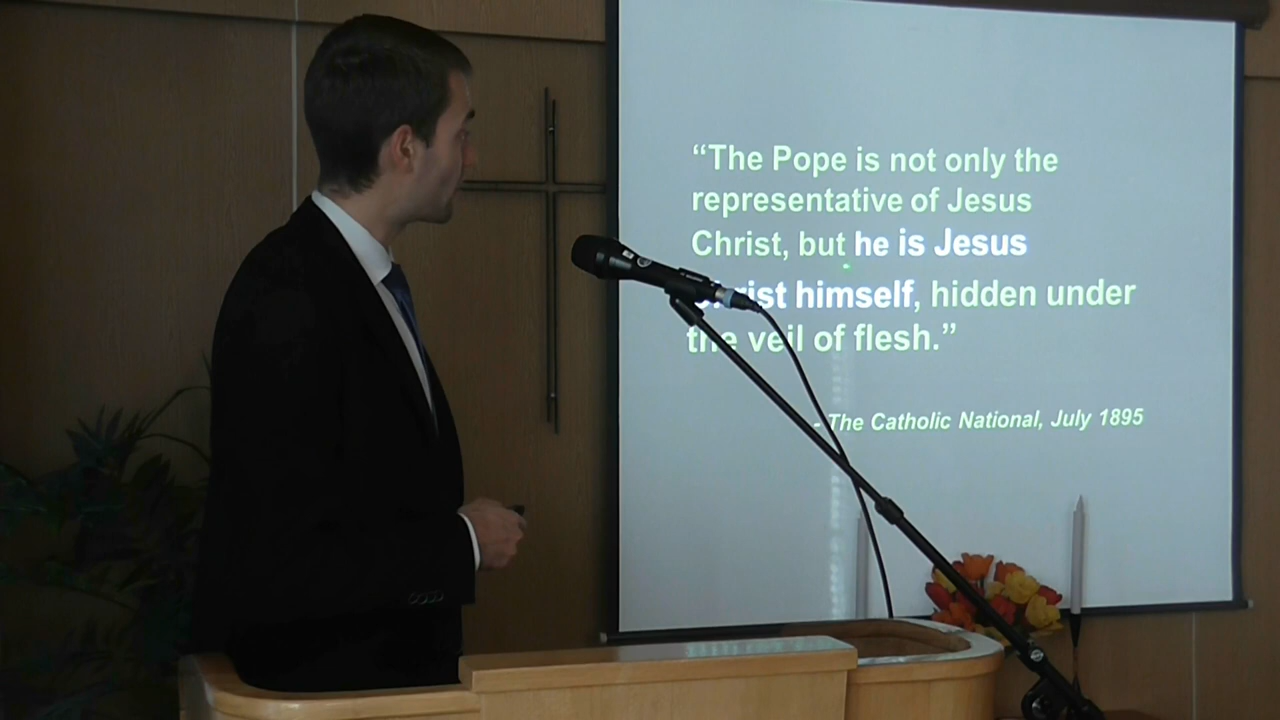 “The Pope is not only the
representative of Jesus
Christ, but he is Jesus
Christ himself, hidden under
the veil of flesh.”
- The Catholic National, July 1895